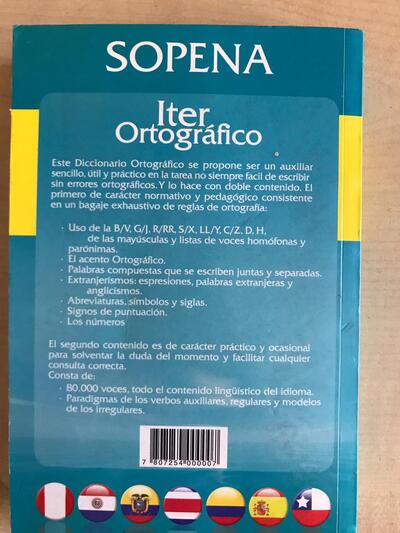 SOPENA
Iter
Ortográfico
Este Diccionario Ortográfico se propone ser un auxiliar
sencillo, útil y práctico en la tarea no siempre facil de escribir
sin errores ortográficos. Y lo hace con doble contenido. El
primero de carácter normativo y pedagógico consistente
en un bagaje exhaustivo de reglas de ortografía:
· Uso de la B/V, G/J, R/RR, S/X, LL/Y, C/Z, D, H,
de las mayúsculas y listas de voces homófonas y
parónimas.
· El acento Ortográfico.
· Palabras compuestas que se escriben juntas y separadas.
· Extranjerismos: espresiones, palabras extranjeras y
anglicismos.
· Abreviaturas, símbolos y siglas.
· Signos de puntuación.
· Los números
El segundo contenido es de carácter práctico y ocasional
para solventar la duda del momento y facilitar cualquier
consulta correcta.
Consta de:
· 80.000 voces, todo el contenido lingüístico del idioma.
· Paradigmas de los verbos auxiliares, regulares y modelos
de los irregulares.
7 807254 000007